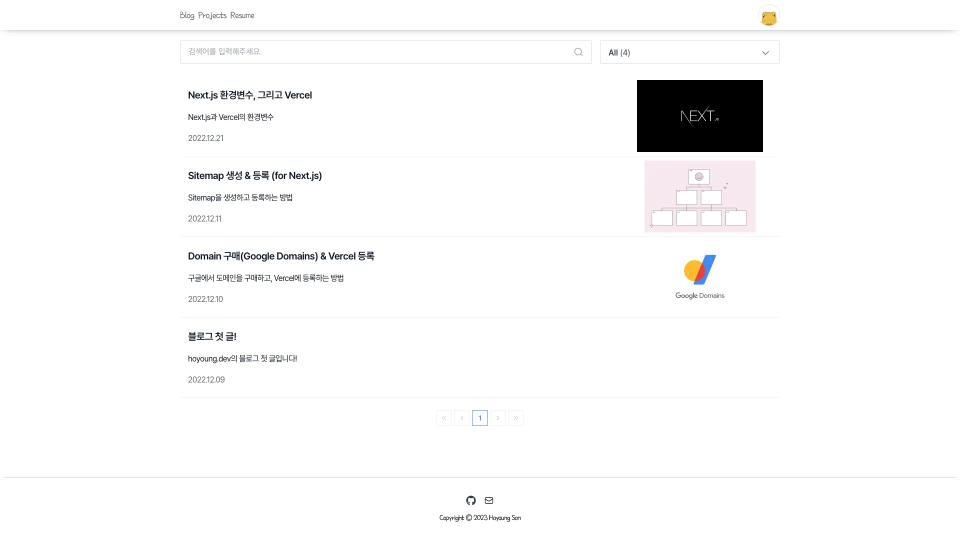 Blog Projects Resume
검색어를 입력해주세요.
All (4)
Next.js 환경변수, 그리고 Vercel
Next.js과 Vercel의 환경변수
2022.12.21
NEXT.JS
Sitemap 생성 & 등록 (for Next.js)
Sitemap을 생성하고 등록하는 방법
2022.12.11
Domain 구매(Google Domains) & Vercel 등록
구글에서 도메인을 구매하고, Vercel에 등록하는 방법
2022.12.10
Google Domains
블로그 첫 글!
hoyoung.dev의 블로그 첫 글입니다!
2022.12.09
« ‹ 1 › »
Copyright © 2023 Hoyoung Son